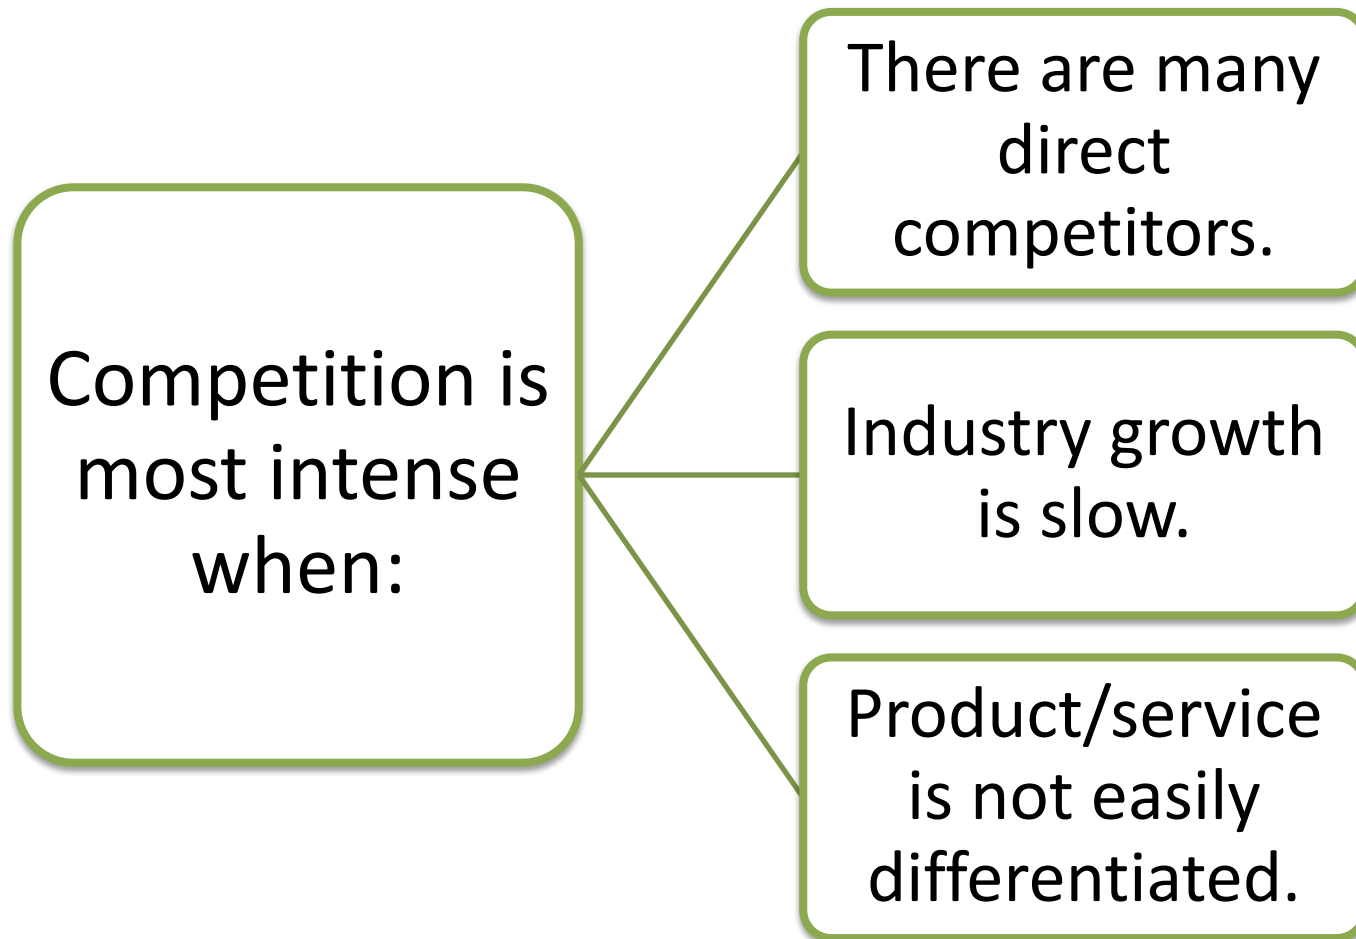 Competition is
most intense
when:
There are many
direct
competitors.
Industry growth
is slow.
Product/service
is not easily
differentiated.